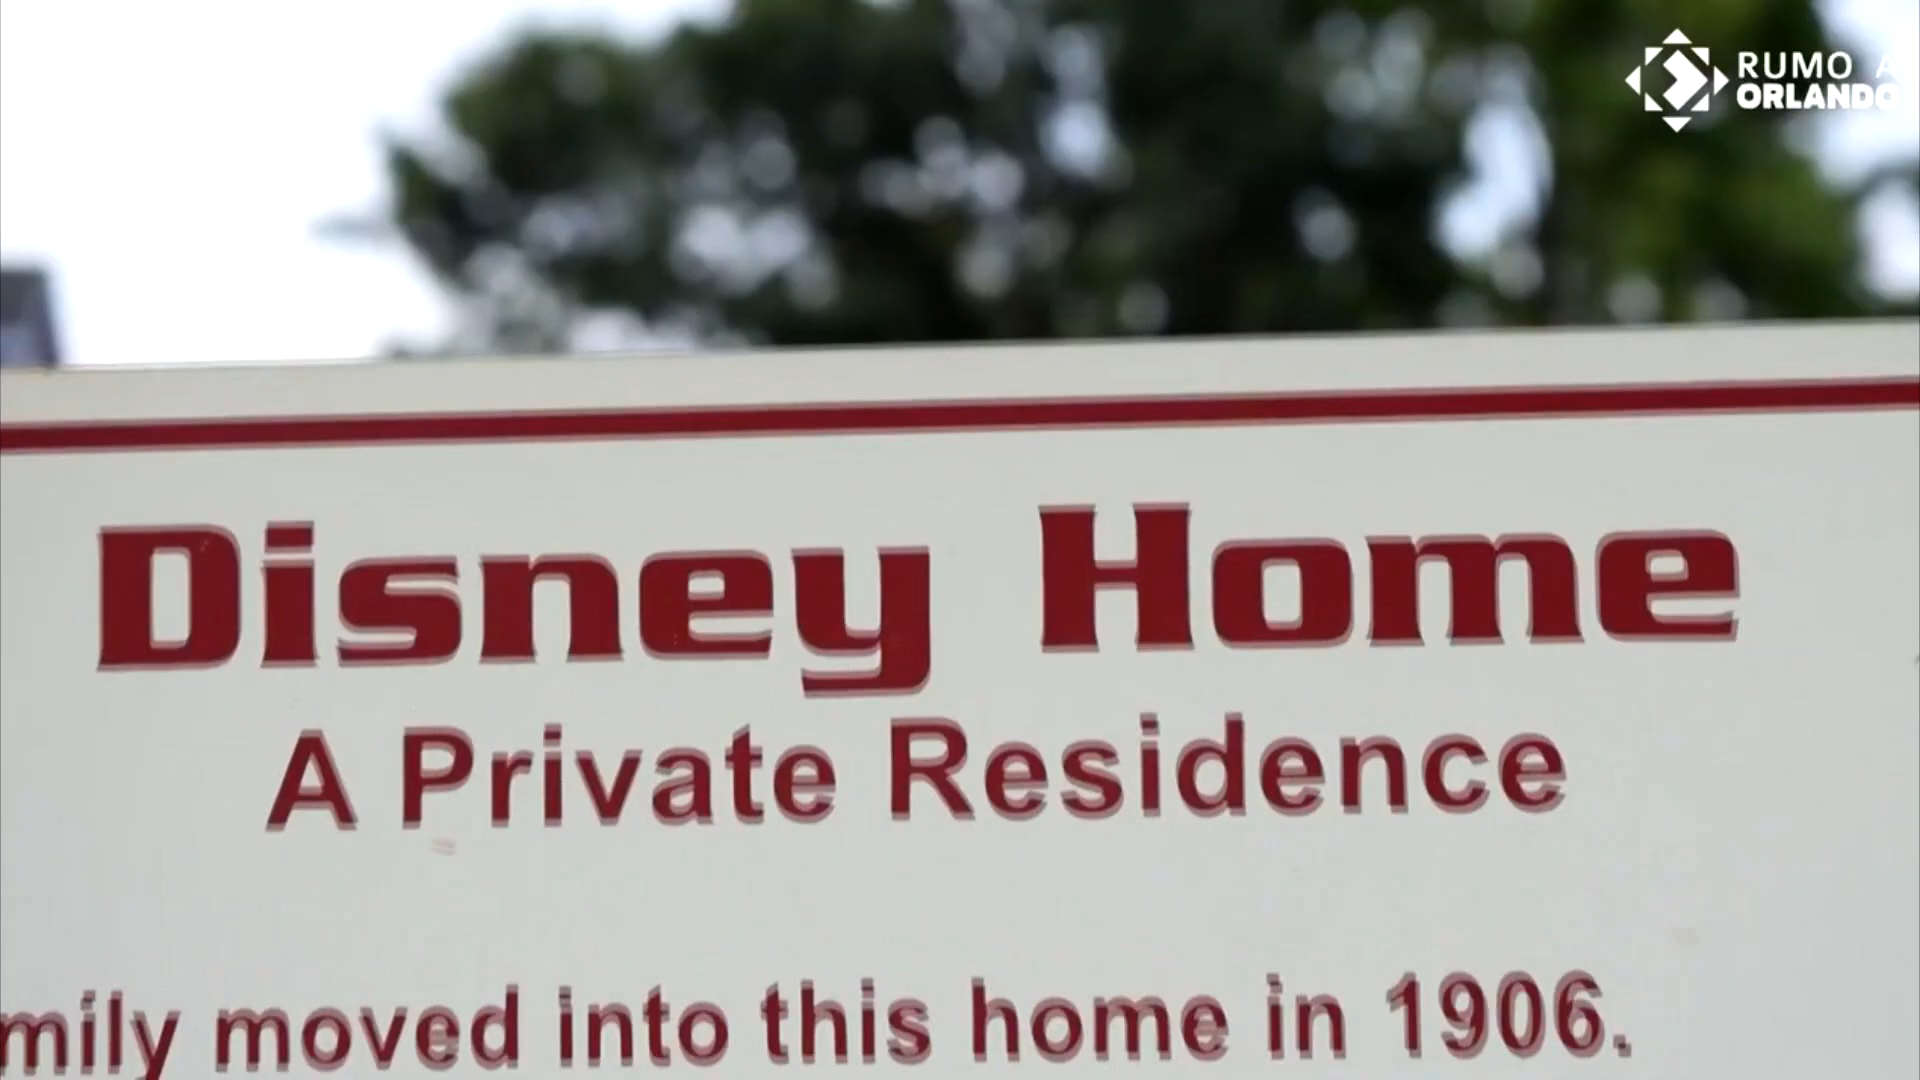 RUMO A
ORLANDO
Disney Home
A Private Residence
mily moved into this home in 1906.